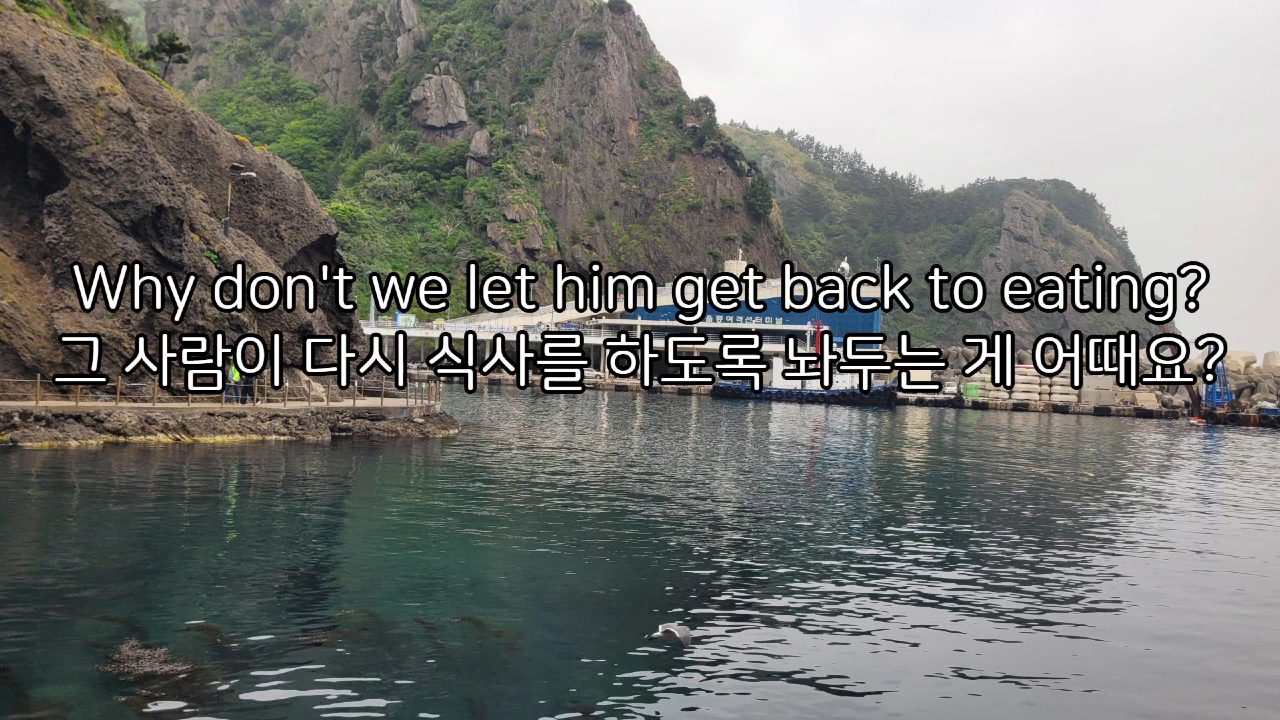 Why don't we let him get back to eating?
그 사람이 다시 식사를 하도록 놔두는 게 어때요?